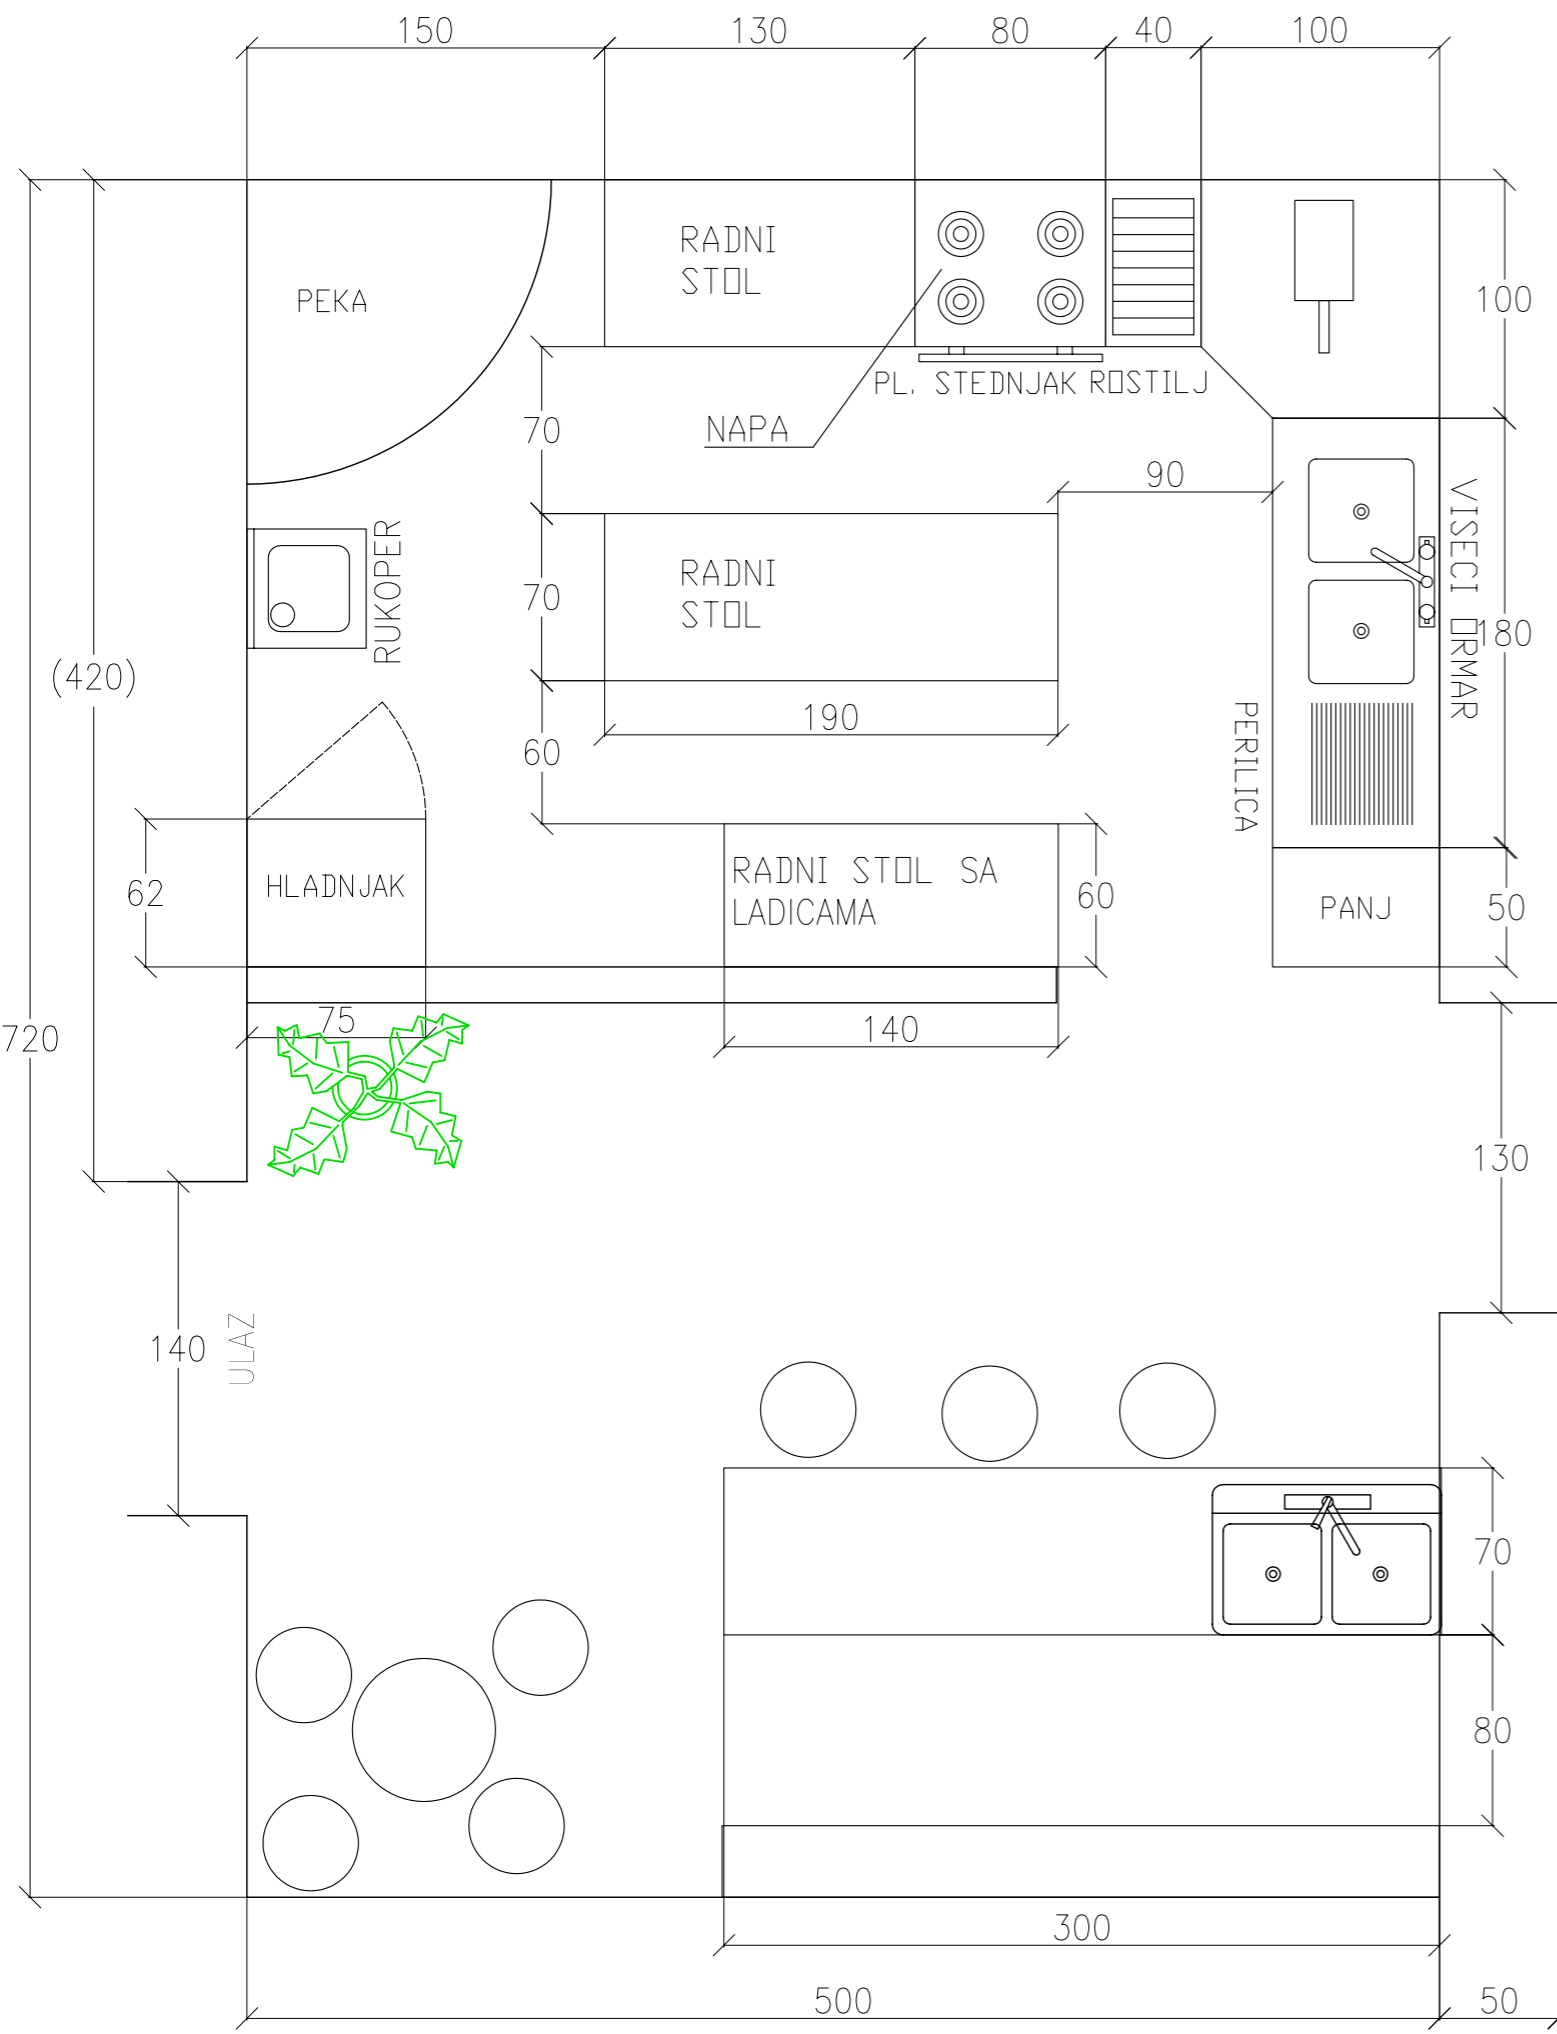 150
130
80
40
100
RADNI
STOL
PEKA
100
PL. STEDNJAK
ROSTILJ
NAPA
70
90
VISECI ORMAR
RUKOPER
RADNI
STOL
70
180
(420)
190
60
PERILICA
62
HLADNJAK
RADNI STOL SA
LADICAMA
60
PANJ
50
75
140
720
130
140
ULAZ
70
80
300
500
50